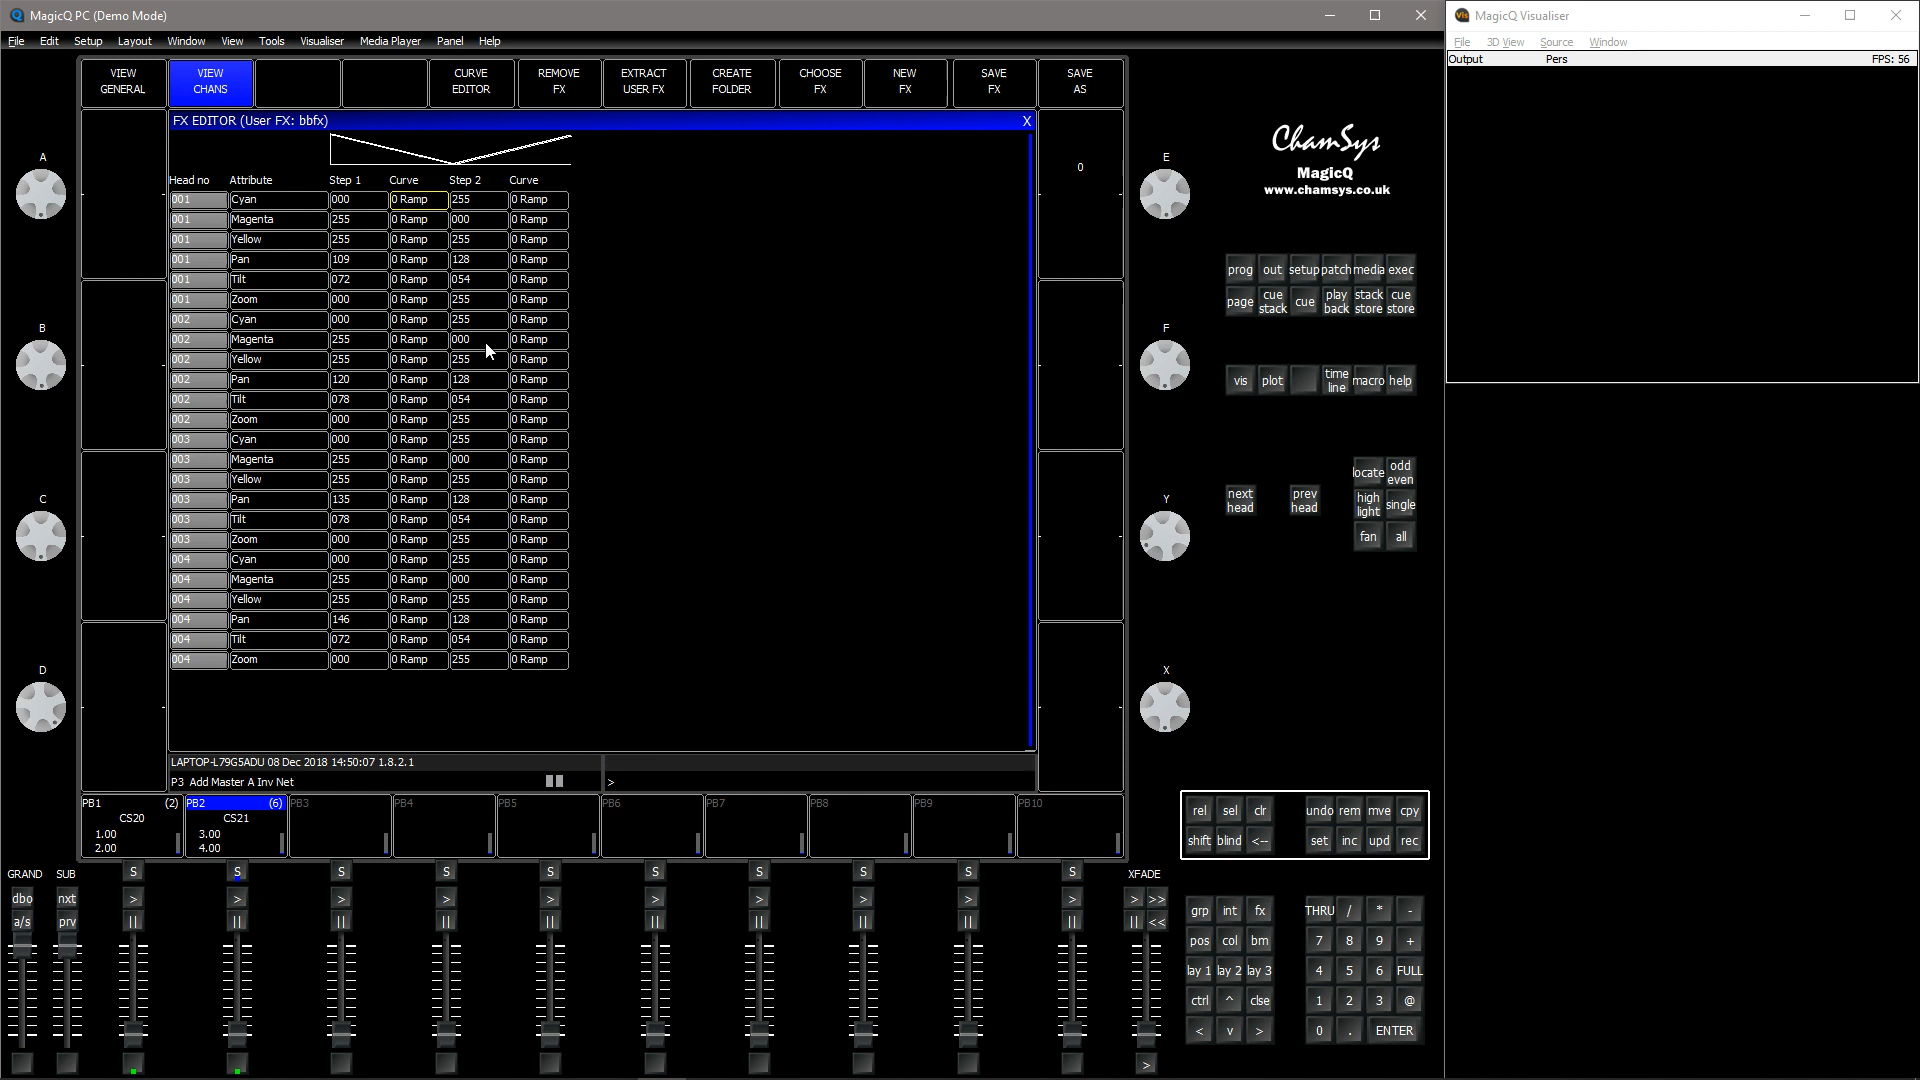 MagicQ PC (Demo Mode)
File Edit Setup Layout Window View Tools Visualiser Media Player Panel Help
VIEW GENERAL
VIEW CHANS
CURVE EDITOR
REMOVE FX
EXTRACT USER FX
CREATE FOLDER
CHOOSE FX
NEW FX
SAVE FX
SAVE AS
FX EDITOR (User FX: bbfx) X
Head no Attribute Step 1 Curve Step 2 Curve
001 Cyan 000 0 Ramp 255 0 Ramp
001 Magenta 255 0 Ramp 000 0 Ramp
001 Yellow 255 0 Ramp 255 0 Ramp
001 Pan 109 0 Ramp 128 0 Ramp
001 Tilt 072 0 Ramp 054 0 Ramp
001 Zoom 000 0 Ramp 255 0 Ramp
002 Cyan 000 0 Ramp 255 0 Ramp
002 Magenta 255 0 Ramp 000 0 Ramp
002 Yellow 255 0 Ramp 255 0 Ramp
002 Pan 120 0 Ramp 128 0 Ramp
002 Tilt 078 0 Ramp 054 0 Ramp
002 Zoom 000 0 Ramp 255 0 Ramp
003 Cyan 000 0 Ramp 255 0 Ramp
003 Magenta 255 0 Ramp 000 0 Ramp
003 Yellow 255 0 Ramp 255 0 Ramp
003 Pan 135 0 Ramp 128 0 Ramp
003 Tilt 078 0 Ramp 054 0 Ramp
003 Zoom 000 0 Ramp 255 0 Ramp
004 Cyan 000 0 Ramp 255 0 Ramp
004 Magenta 255 0 Ramp 000 0 Ramp
004 Yellow 255 0 Ramp 255 0 Ramp
004 Pan 146 0 Ramp 128 0 Ramp
004 Tilt 072 0 Ramp 054 0 Ramp
004 Zoom 000 0 Ramp 255 0 Ramp
0
A
B
C
D
E
F
Y
X
LAPTOP-L79G5ADU 08 Dec 2018 14:50:07 1.8.2.1
P3 Add Master A Inv Net >
PB1 (2) PB2 (6) PB3 PB4 PB5 PB6 PB7 PB8 PB9 PB10
CS20 CS21
1.00 3.00
2.00 4.00
GRAND SUB S S S S S S S S S S XFADE
dbo nxt > > > > > > > > > > > >>
a/s prv || || || || || || || || || || || <<
>
ChamSys
MagicQ
www.chamsys.co.uk
prog out setup patch media exec
page cue stack cue play back stack store cue store
vis plot time line macro help
next head prev head
locate odd even
high light single
fan all
rel sel clr undo rem mve cpy
shift blind <-- set inc upd rec
grp int fx THRU / * -
pos col bm 7 8 9 +
lay 1 lay 2 lay 3 4 5 6 FULL
ctrl ^ clse 1 2 3 @
< v > 0 . ENTER
Vis MagicQ Visualiser
File 3D View Source Window
Output Pers FPS: 56